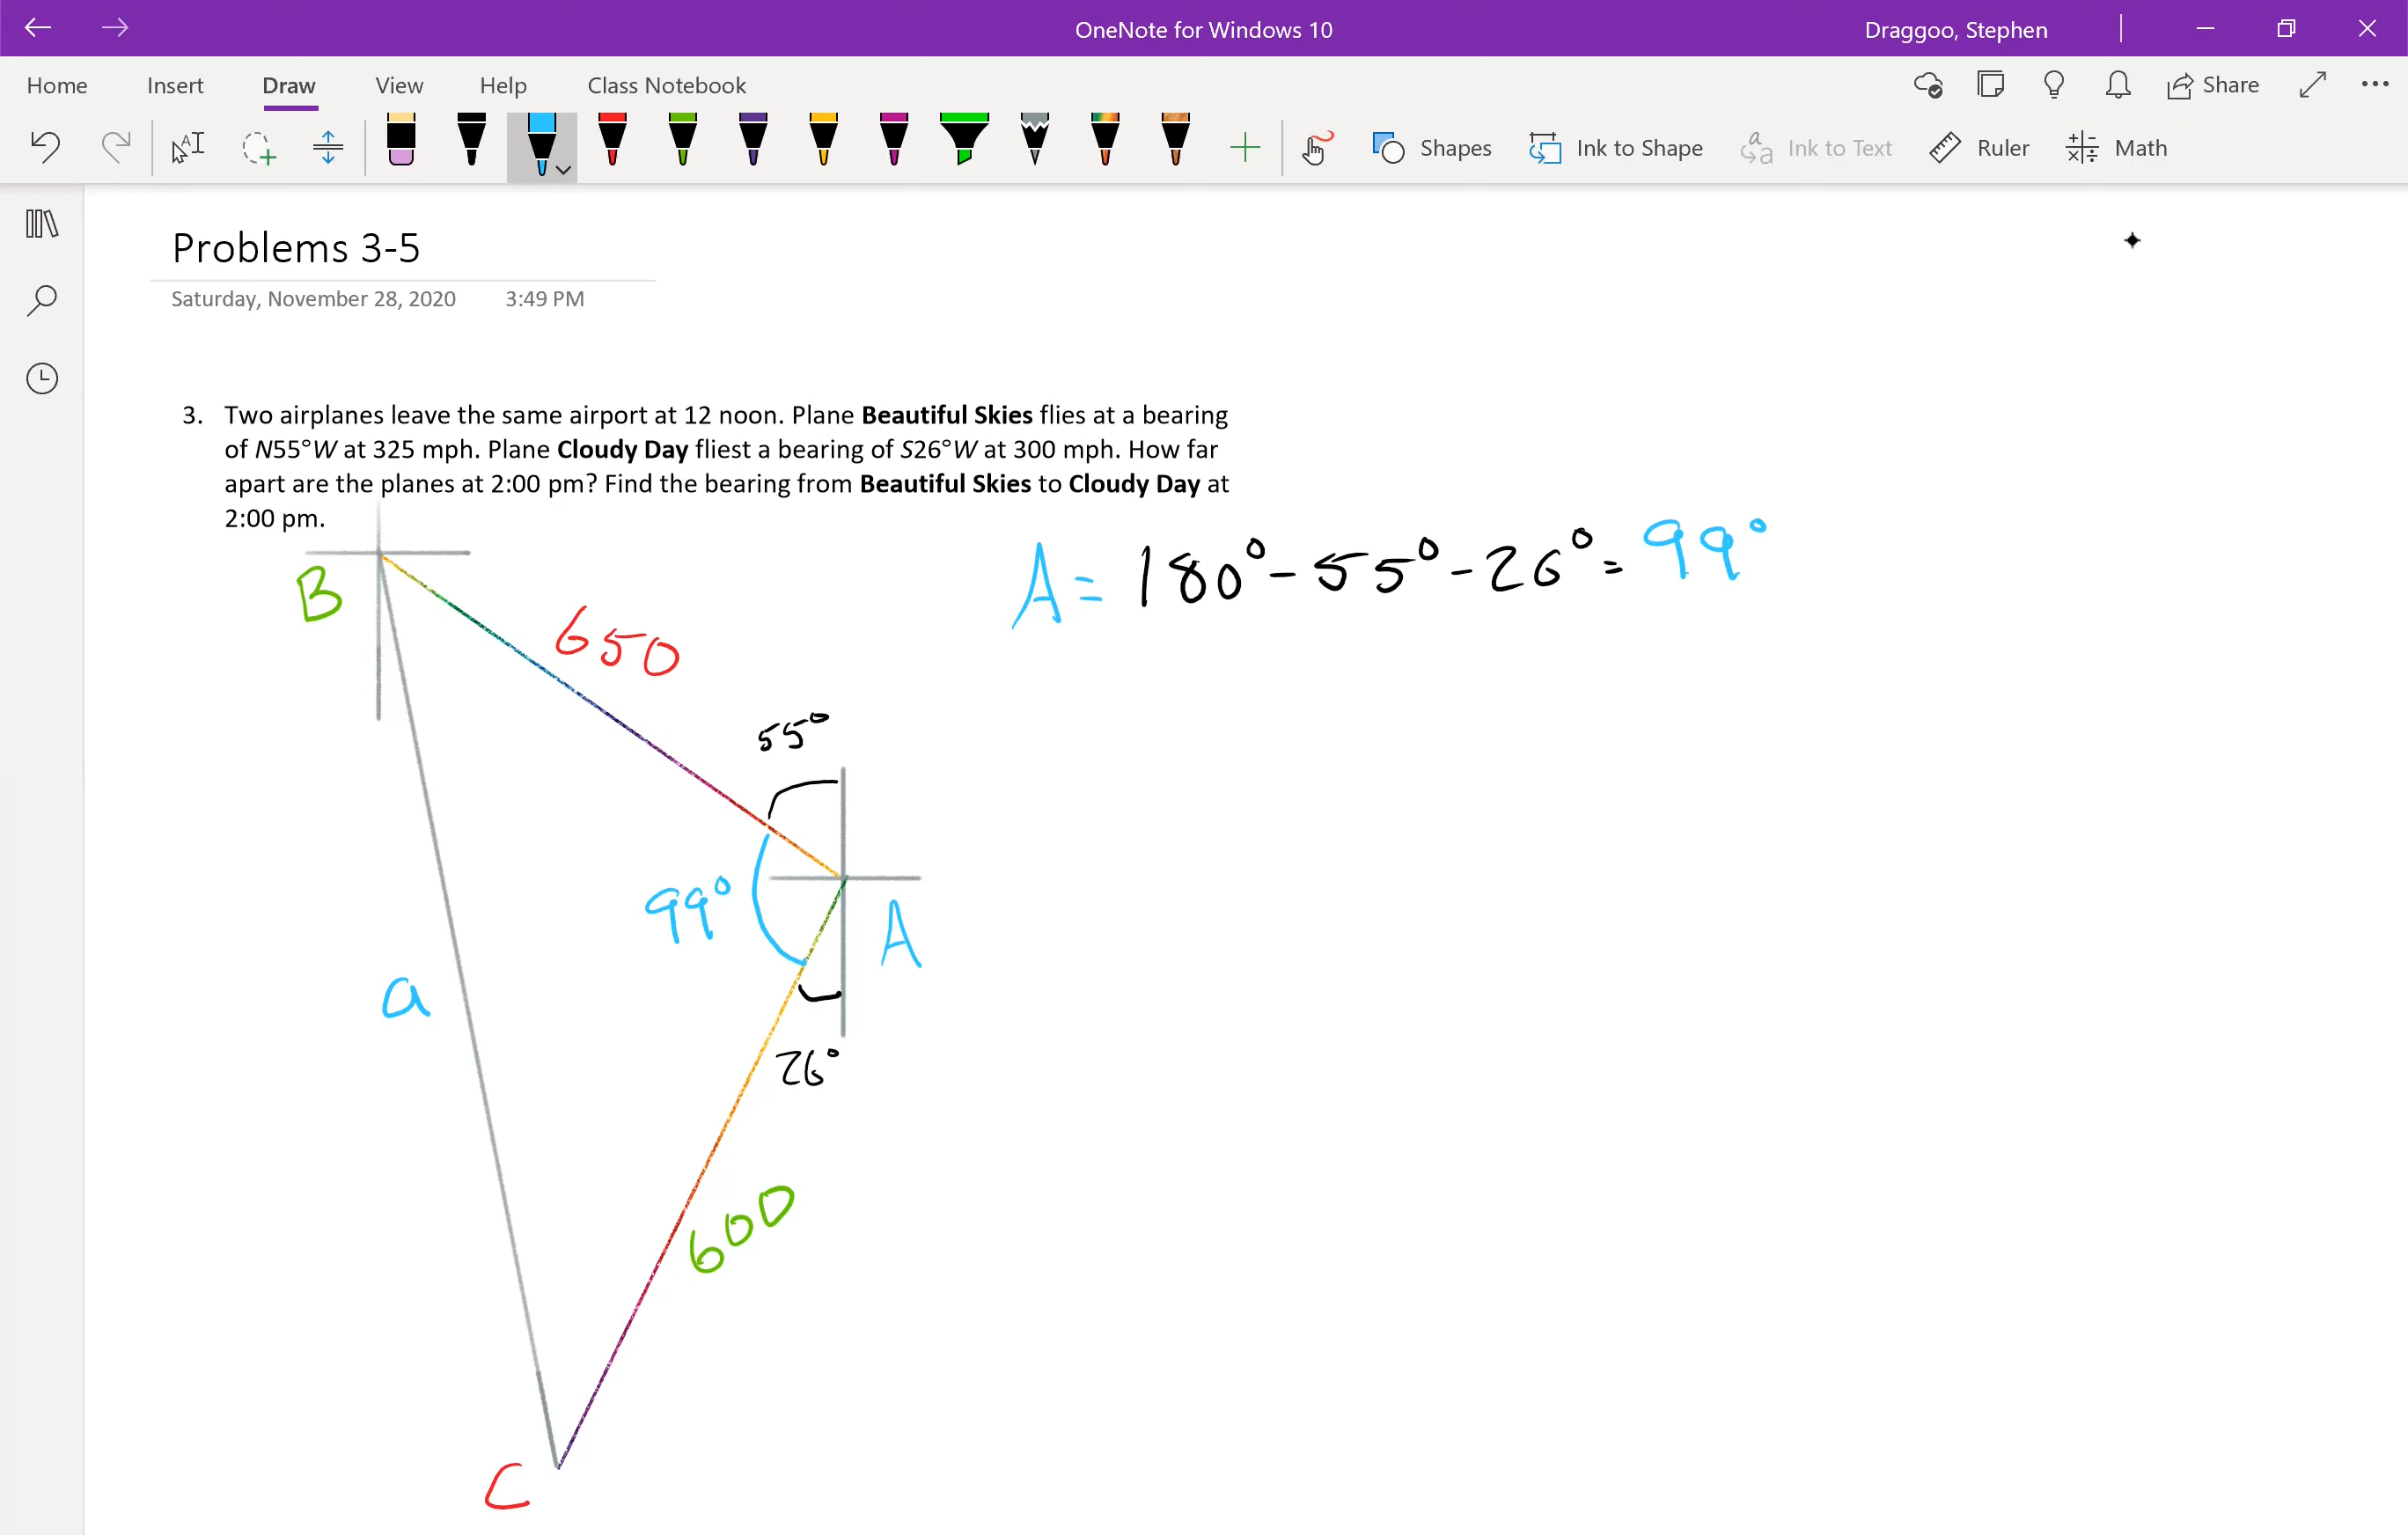 OneNote for Windows 10
Draggoo, Stephen
Home Insert Draw View Help Class Notebook
Share
Shapes Ink to Shape Ink to Text Ruler Math
Problems 3-5
Saturday, November 28, 2020 3:49 PM
3. Two airplanes leave the same airport at 12 noon. Plane Beautiful Skies flies at a bearing
of N55°W at 325 mph. Plane Cloudy Day fliest a bearing of S26°W at 300 mph. How far
apart are the planes at 2:00 pm? Find the bearing from Beautiful Skies to Cloudy Day at
2:00 pm.
A = 180° - 55° - 26° = 99°
B
650
55°
99°
A
a
26°
600
C